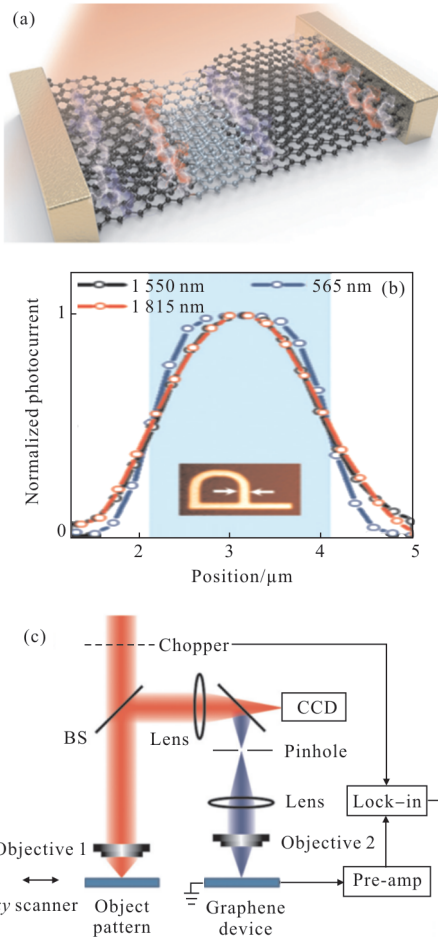 (a)
1 550 nm
565 nm
(b)
1 815 nm
1
Normalized photocurrent
0
2
3
4
5
Position/µm
(c)
Chopper
BS
Lens
CCD
Pinhole
Lens
Lock-in
Objective 1
Objective 2
y scanner
Object
pattern
Graphene
device
Pre-amp